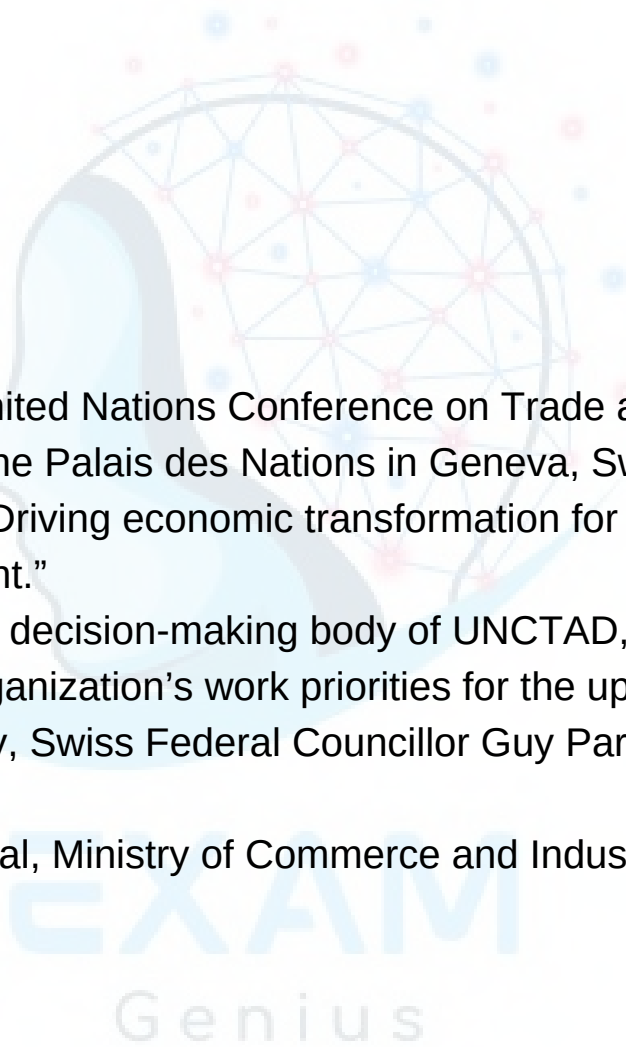 nited Nations Conference on Trade a
ne Palais des Nations in Geneva, Sw
Driving economic transformation for
nt.”
decision-making body of UNCTAD,
ganization’s work priorities for the up
y, Swiss Federal Councillor Guy Par
al, Ministry of Commerce and Indus
EXAM
Genius